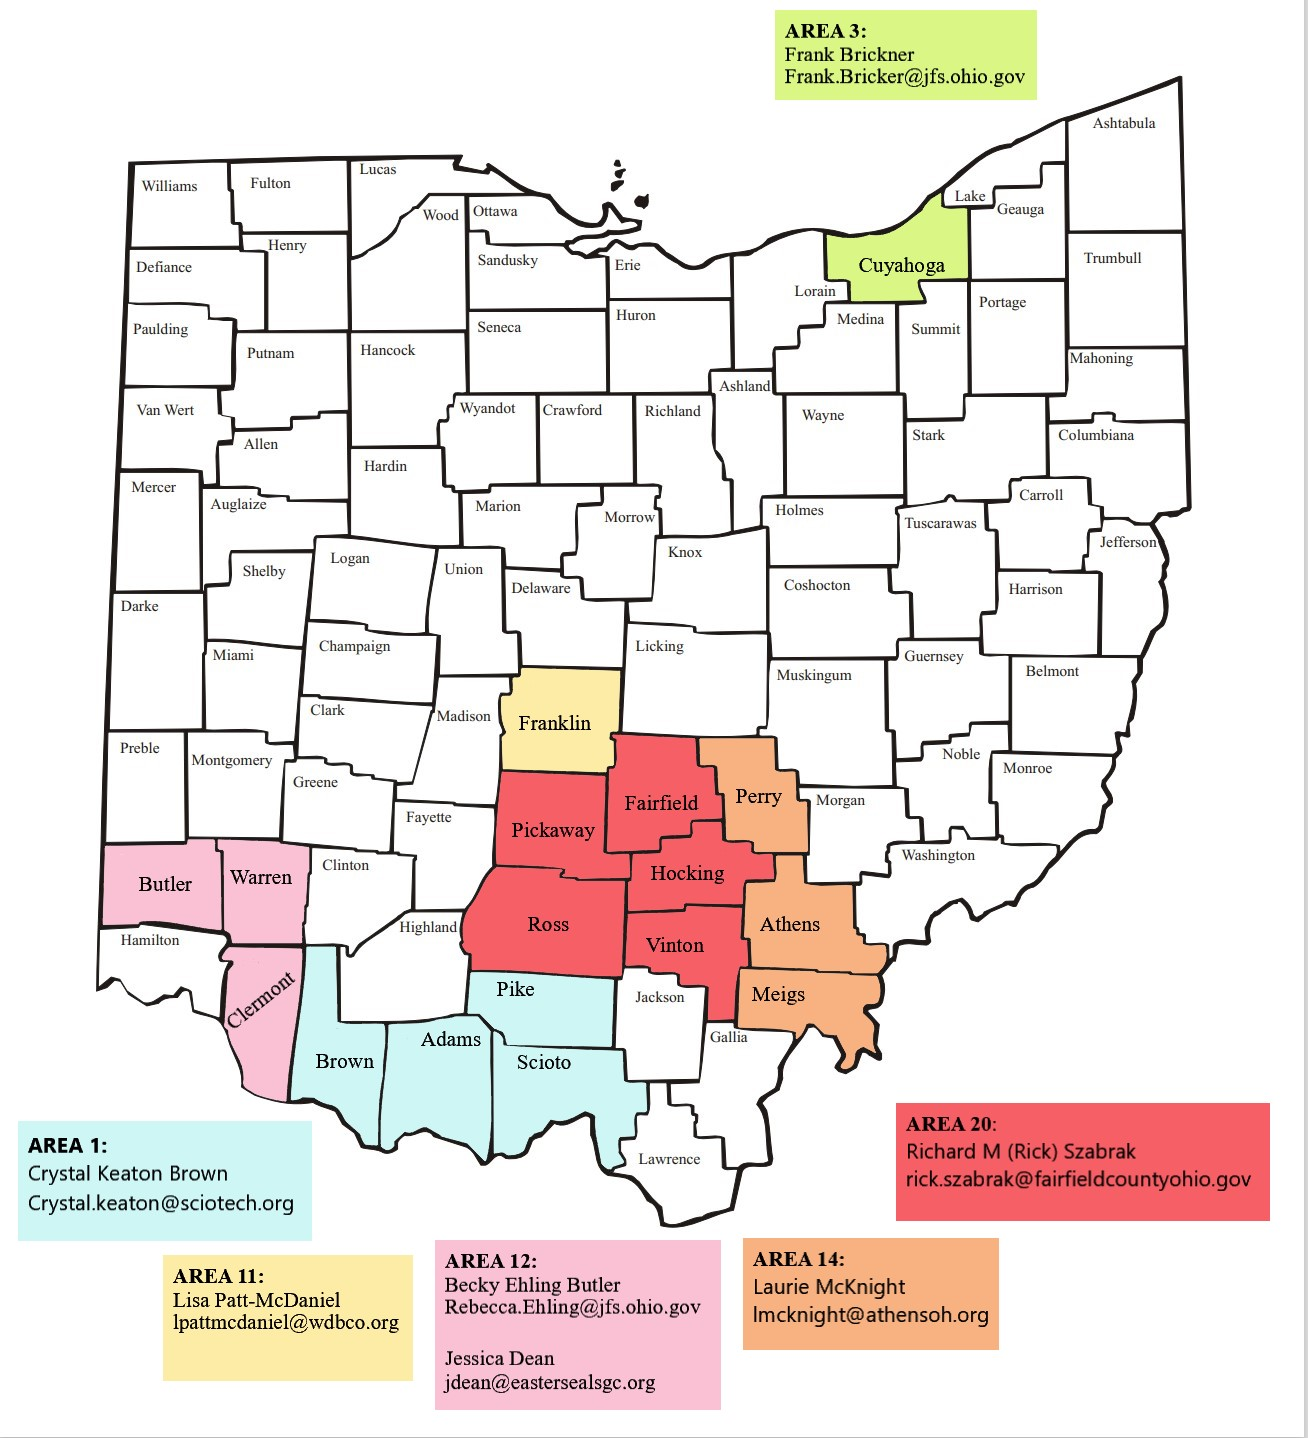 AREA 3:
Frank Brickner
Frank.Bricker@jfs.ohio.gov
Ashtabula
Lake
Geauga
Williams
Fulton
Lucas
Wood
Ottawa
Henry
Defiance
Sandusky
Erie
Cuyahoga
Trumbull
Lorain
Portage
Paulding
Seneca
Huron
Medina
Summit
Putnam
Hancock
Mahoning
Ashland
Van Wert
Wyandot
Crawford
Richland
Wayne
Stark
Columbiana
Allen
Hardin
Mercer
Auglaize
Marion
Morrow
Holmes
Carroll
Tuscarawas
Jefferson
Logan
Union
Knox
Shelby
Delaware
Coshocton
Harrison
Darke
Champaign
Licking
Miami
Guernsey
Belmont
Muskingum
Clark
Madison
Franklin
Preble
Montgomery
Noble
Monroe
Greene
Fairfield
Perry
Morgan
Fayette
Pickaway
Washington
Clinton
Butler
Warren
Hocking
Hamilton
Highland
Ross
Athens
Vinton
Clermont
Pike
Jackson
Meigs
Gallia
Brown
Adams
Scioto
Lawrence
AREA 1:
Crystal Keaton Brown
Crystal.keaton@sciotech.org
AREA 20:
Richard M (Rick) Szabrak
rick.szabrak@fairfieldcountyohio.gov
AREA 11:
Lisa Patt-McDaniel
lpattmcdaniel@wdbco.org
AREA 12:
Becky Ehling Butler
Rebecca.Ehling@jfs.ohio.gov
Jessica Dean
jdean@eastersealsgc.org
AREA 14:
Laurie McKnight
lmcknight@athensoh.org